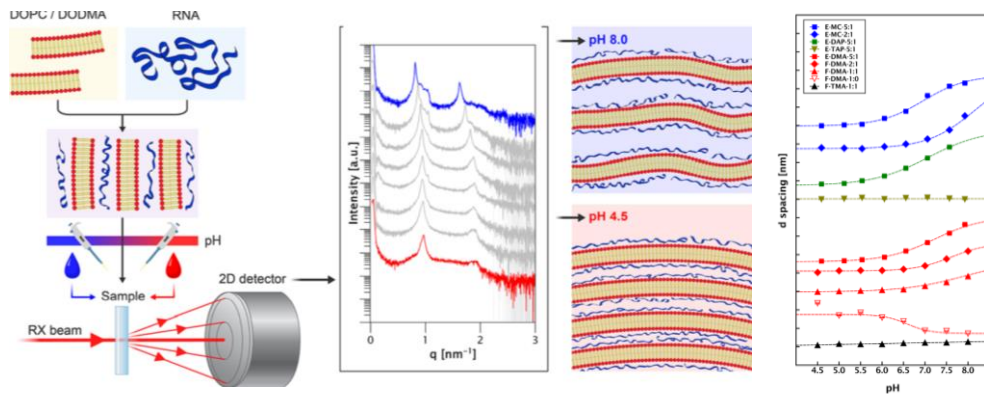 DOPC / DODMA
RNA
pH
Sample
RX beam
2D detector
Intensity [a.u.]
0
1
2
3
q [nm⁻¹]
pH 8.0
pH 4.5
E-MC-5:1
E-MC-2:1
E-DAP-5:1
E-TAP-5:1
E-DMA-5:1
F-DMA-2:1
F-DMA-1:1
F-DMA-1:0
F-TMA-1:1
d spacing [nm]
4.5 5.0 5.5 6.0 6.5 7.0 7.5 8.0
pH